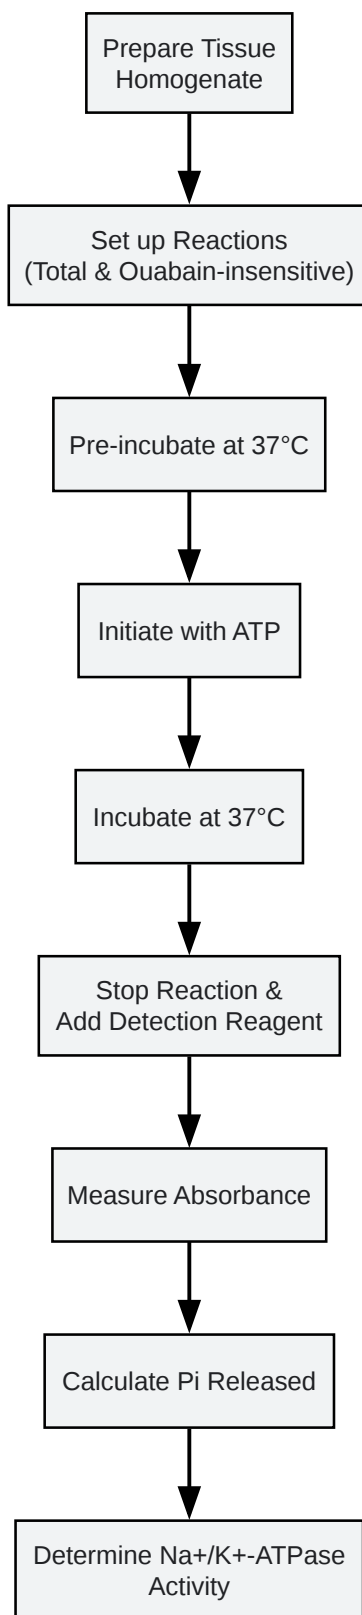 Prepare Tissue
Homogenate
Set up Reactions
(Total & Ouabain-insensitive)
Pre-incubate at 37°C
Initiate with ATP
Incubate at 37°C
Stop Reaction &
Add Detection Reagent
Measure Absorbance
Calculate Pi Released
Determine Na+/K+-ATPase
Activity